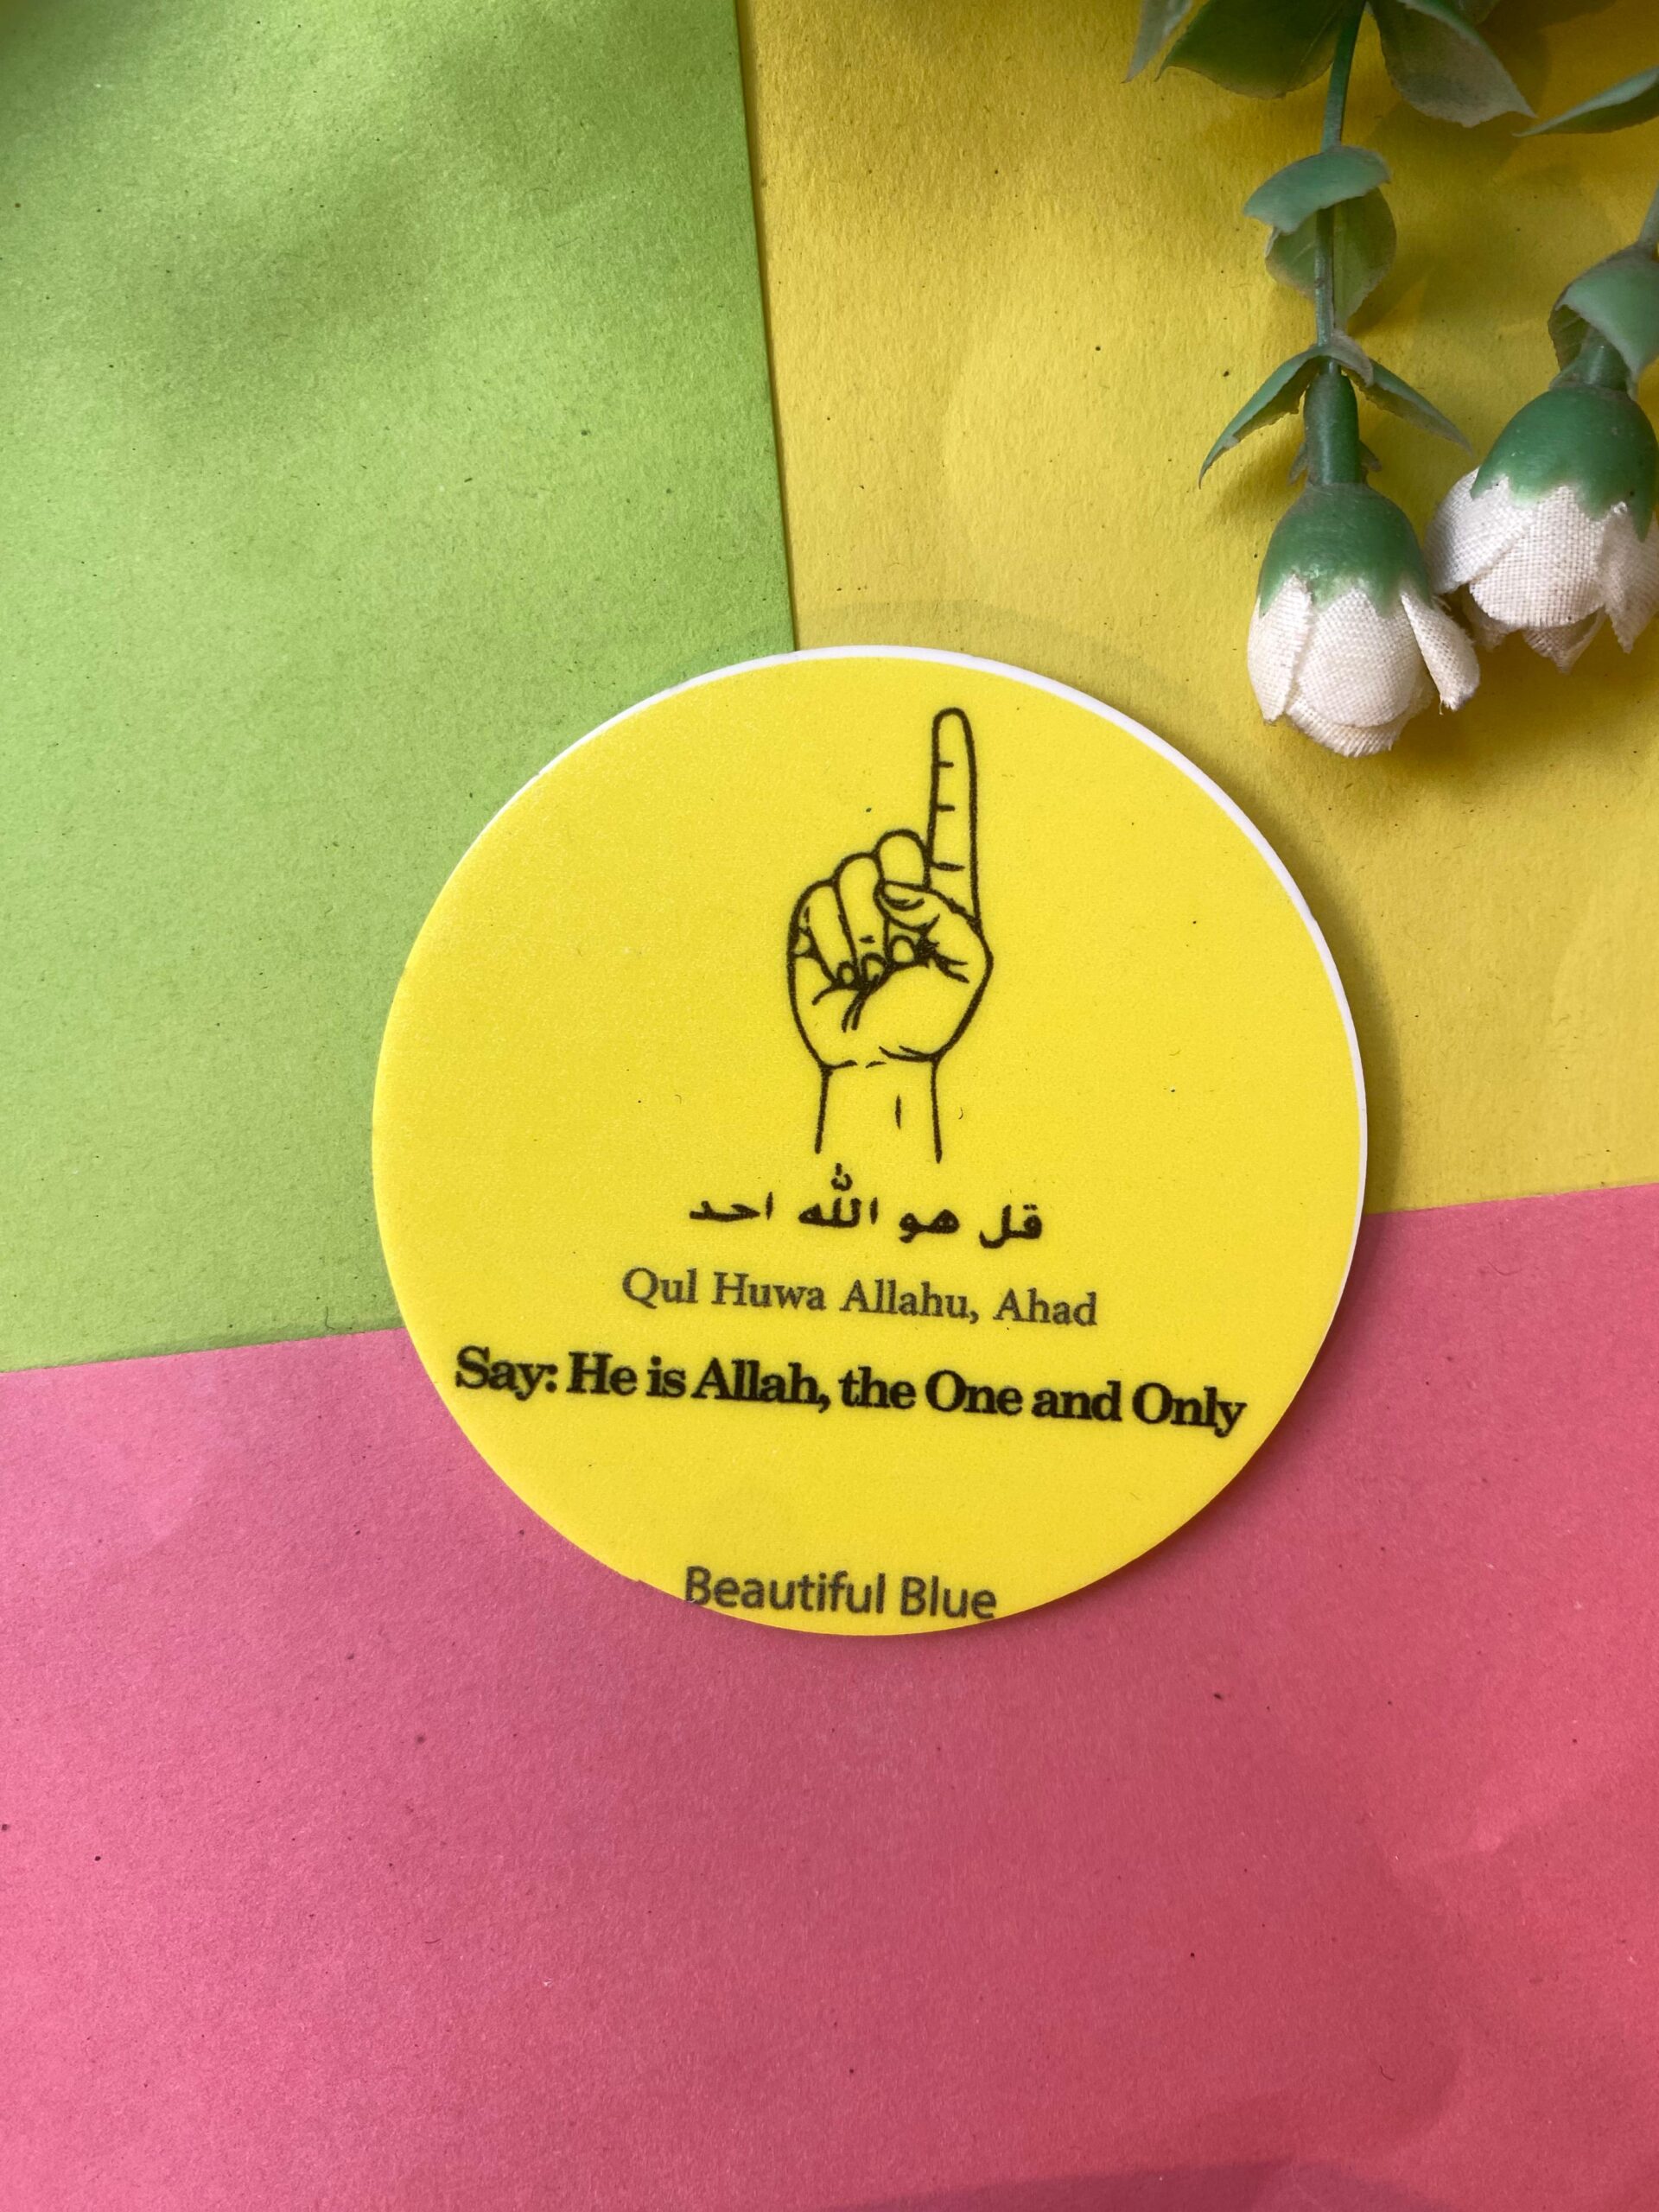 قل هو الله احد
Qul Huwa Allahu, Ahad
Say: He is Allah, the One and Only
Beautiful Blue